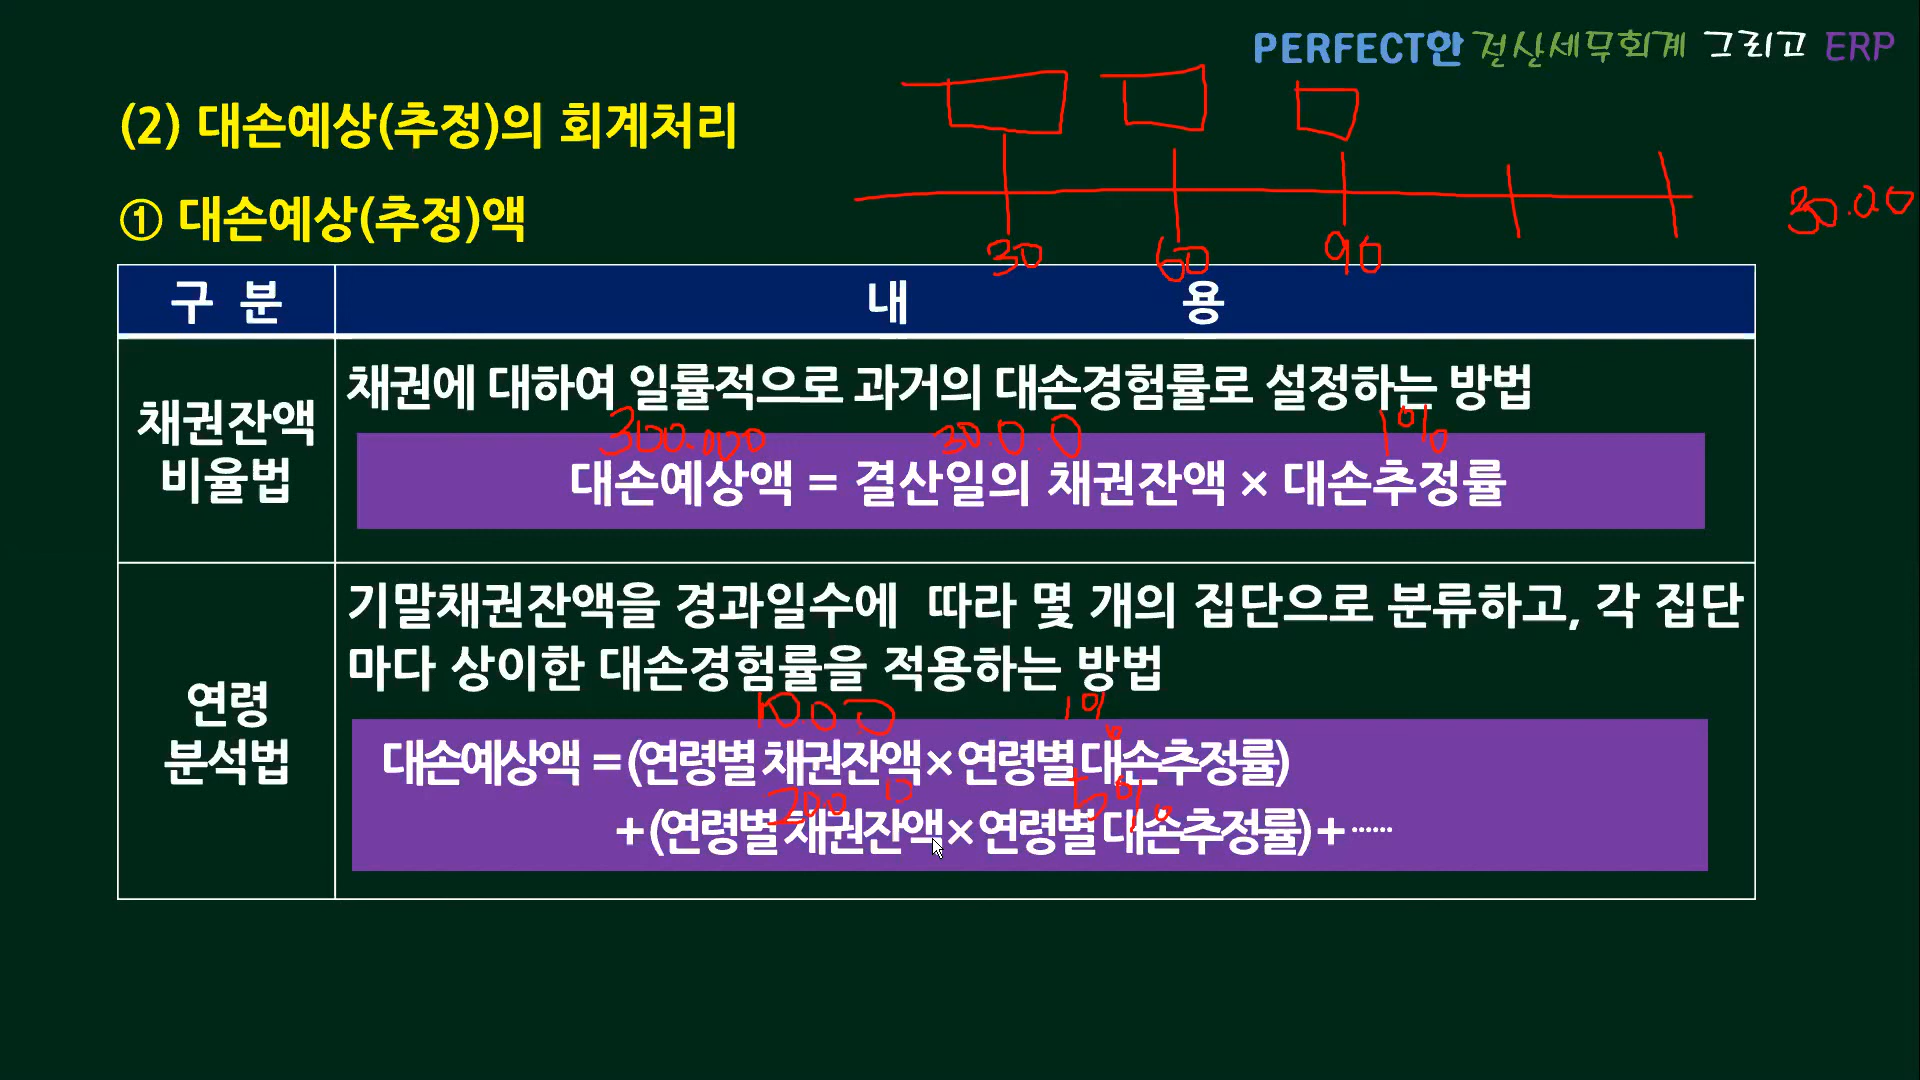 PERFECT한 전산세무회계 그리고 ERP
(2) 대손예상(추정)의 회계처리
① 대손예상(추정)액
30.00
30 60 90
구 분 내 용
채권잔액 비율법
채권에 대하여 일률적으로 과거의 대손경험률로 설정하는 방법
300.000 30.0.0 1%
대손예상액 = 결산일의 채권잔액 × 대손추정률
연령 분석법
기말채권잔액을 경과일수에 따라 몇 개의 집단으로 분류하고, 각 집단
마다 상이한 대손경험률을 적용하는 방법
10.00 1%
대손예상액 =(연령별 채권잔액×연령별 대손추정률)
5%
+(연령별 채권잔액×연령별 대손추정률)+……